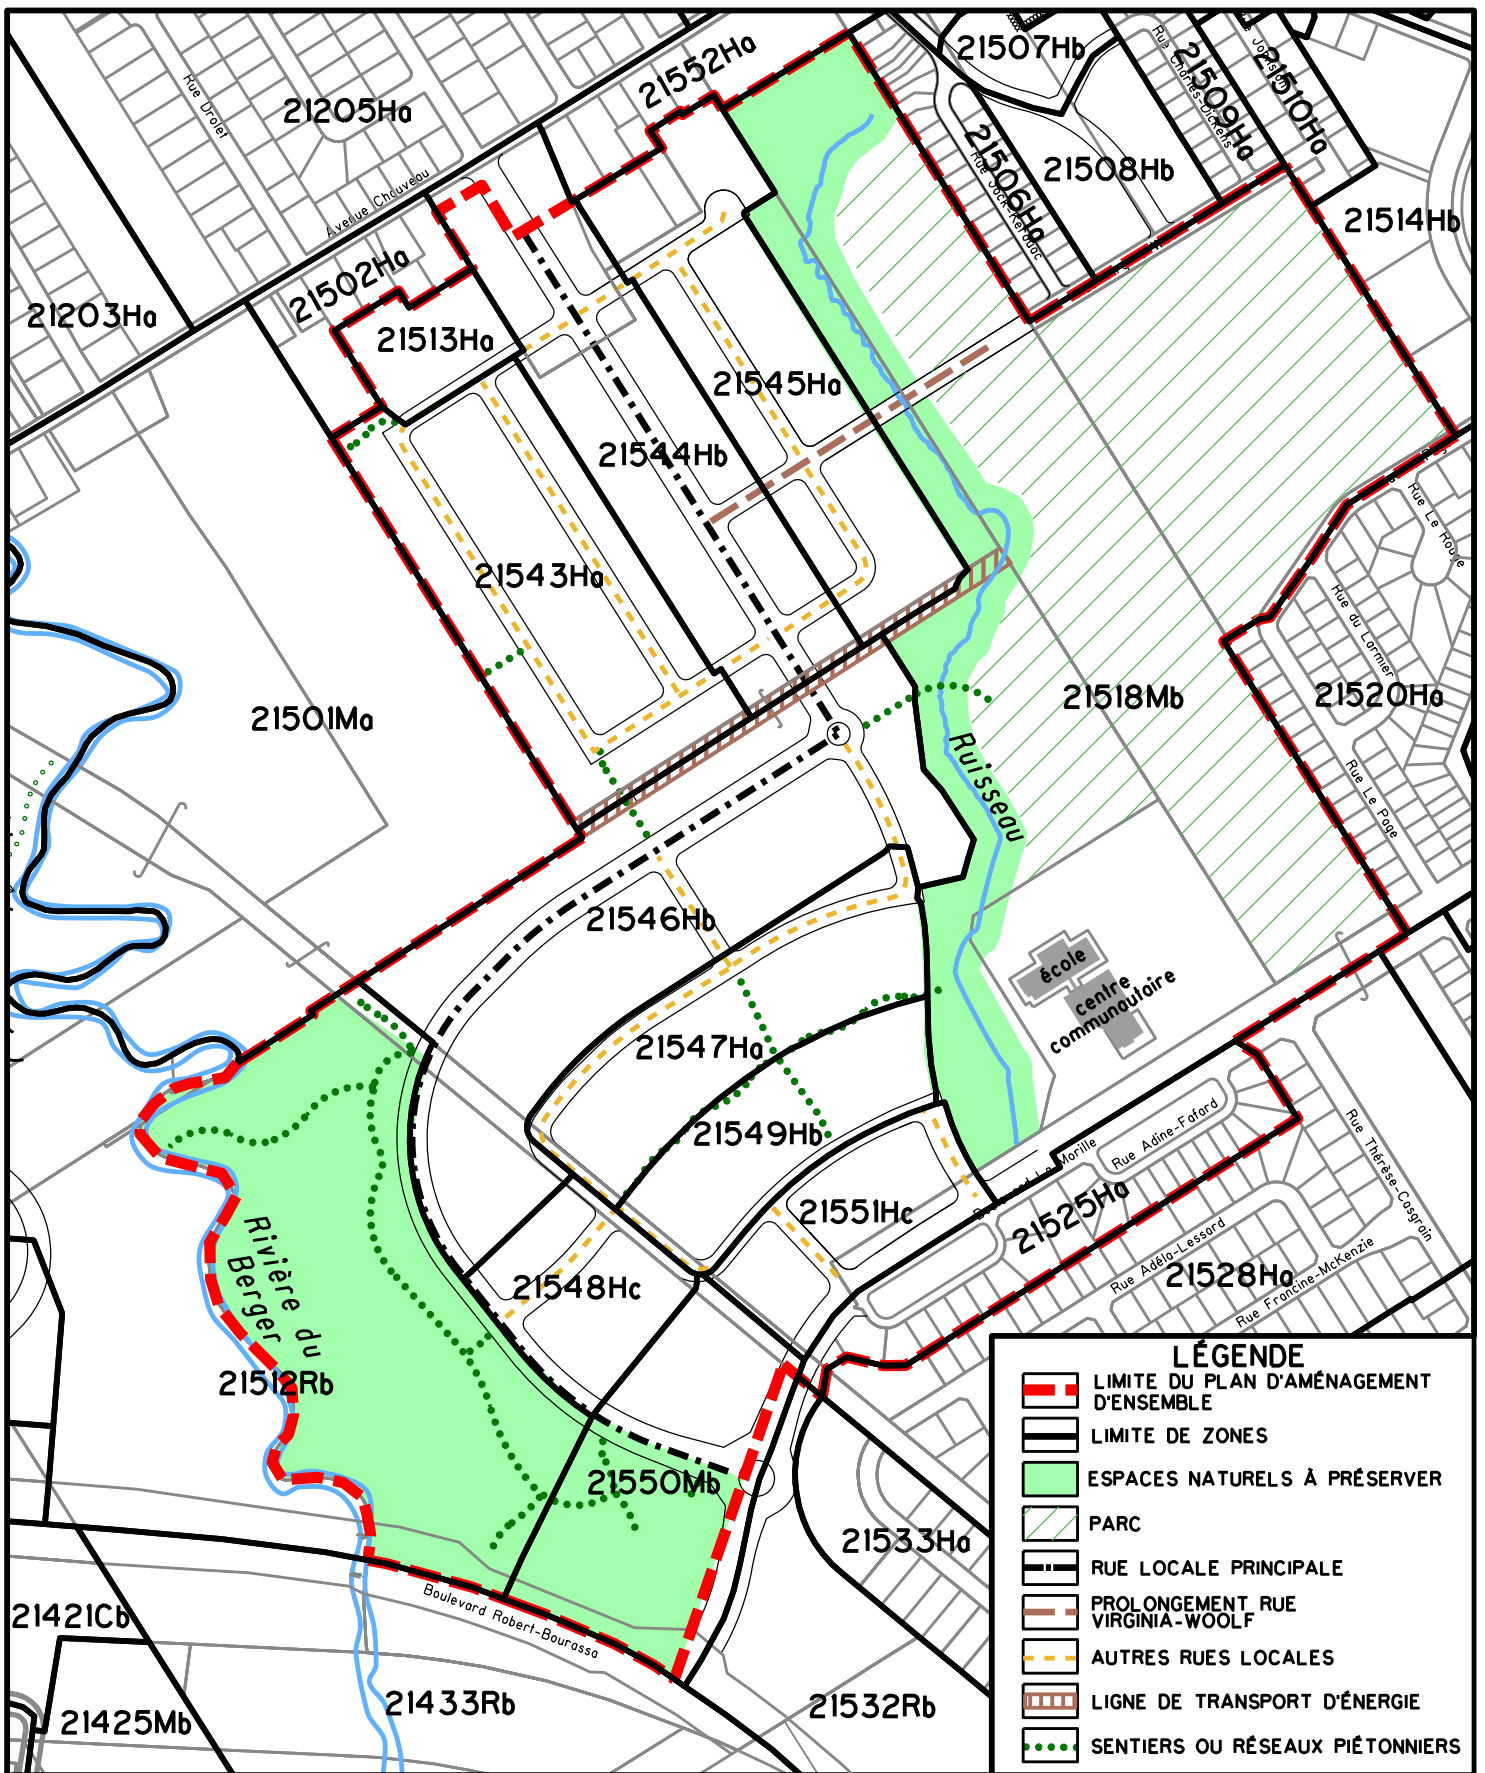 21552Ha
21507Hb
Rue Charles-Dickens
21509Ha
21510Ha
Rue Drolet
21205Ha
21506Ha
Rue Jack-Kerouac
21508Hb
Avenue Chauveau
21514Hb
21502Ha
21203Ha
21513Ha
21545Ha
21544Hb
Rue Le Rouge
21543Ha
Rue du Larmier
21501Ma
21518Mb
21520Ha
Ruisseau
Rue Le Page
21546Hb
école
centre
communautaire
21547Ha
21549Hb
Rue Adine-Fafard
Rue Thérèse-Casgrain
21551Hc
21525Ha
Rivière du
Berger
21548Hc
Rue Adéla-Lessard
21528Ha
Rue Francine-McKenzie
21512Rb
21550Mb
21533Ha
21421Cb
Boulevard Robert-Bourassa
21433Rb
21532Rb
21425Mb
LÉGENDE
LIMITE DU PLAN D'AMÉNAGEMENT
D'ENSEMBLE
LIMITE DE ZONES
ESPACES NATURELS À PRÉSERVER
PARC
RUE LOCALE PRINCIPALE
PROLONGEMENT RUE
VIRGINIA-WOOLF
AUTRES RUES LOCALES
LIGNE DE TRANSPORT D'ÉNERGIE
SENTIERS OU RÉSEAUX PIÉTONNIERS